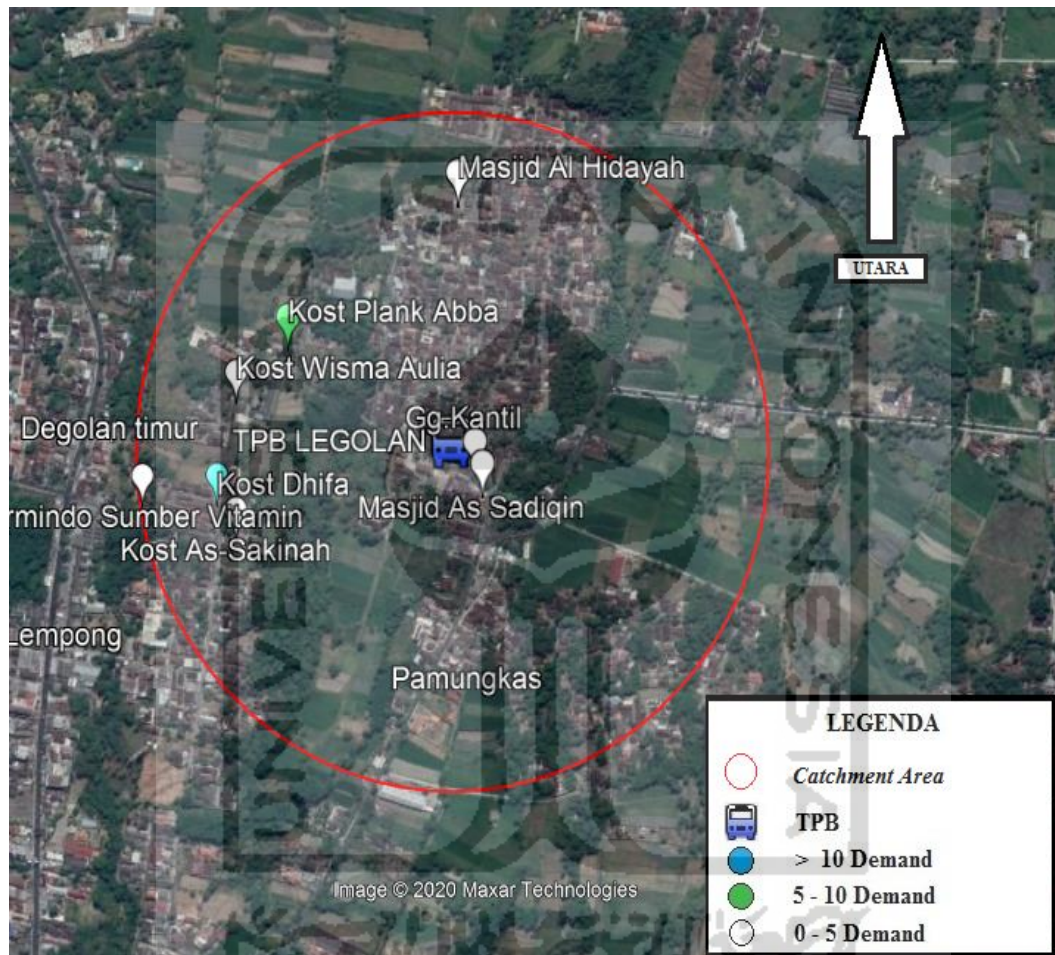 Masjid Al Hidayah
UTARA
Kost Plank Abba
Kost Wisma Aulia
Degolan timur
Gg. Kantil
TPB LEGOLAN
Kost Dhifa
Masjid As Sadiqin
rmindo Sumber Vitamin
Kost As-Sakinah
Lempong
Pamungkas
LEGENDA
Catchment Area
TPB
> 10 Demand
5 - 10 Demand
0 - 5 Demand
Image © 2020 Maxar Technologies
INDONESIA
UNIVE